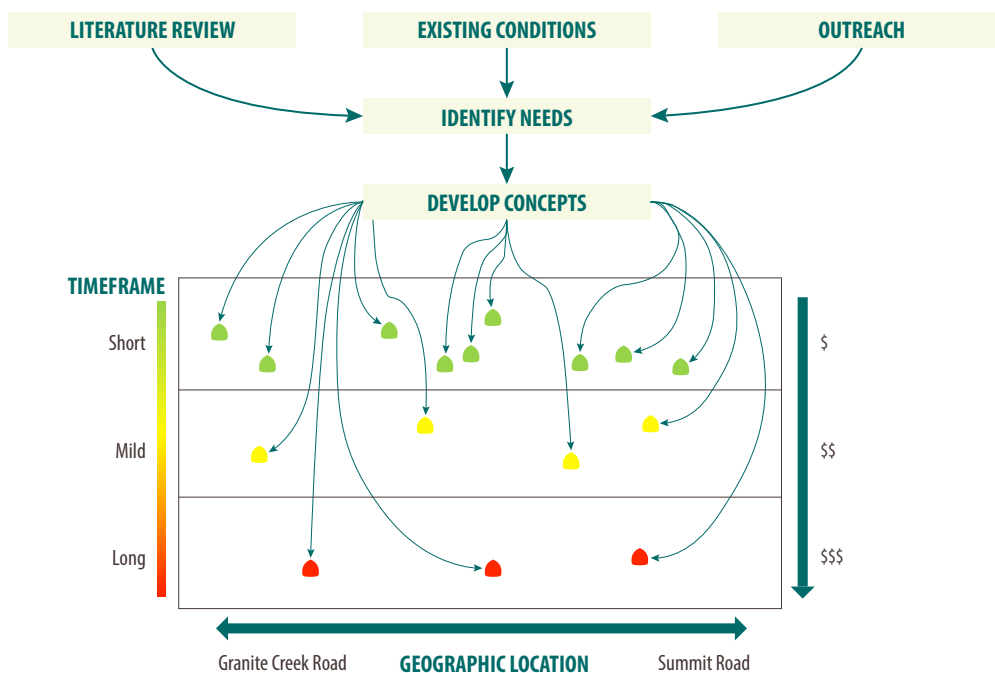 LITERATURE REVIEW
EXISTING CONDITIONS
OUTREACH
IDENTIFY NEEDS
DEVELOP CONCEPTS
TIMEFRAME
Short
$
Mild
$$
Long
$$$
Granite Creek Road
GEOGRAPHIC LOCATION
Summit Road